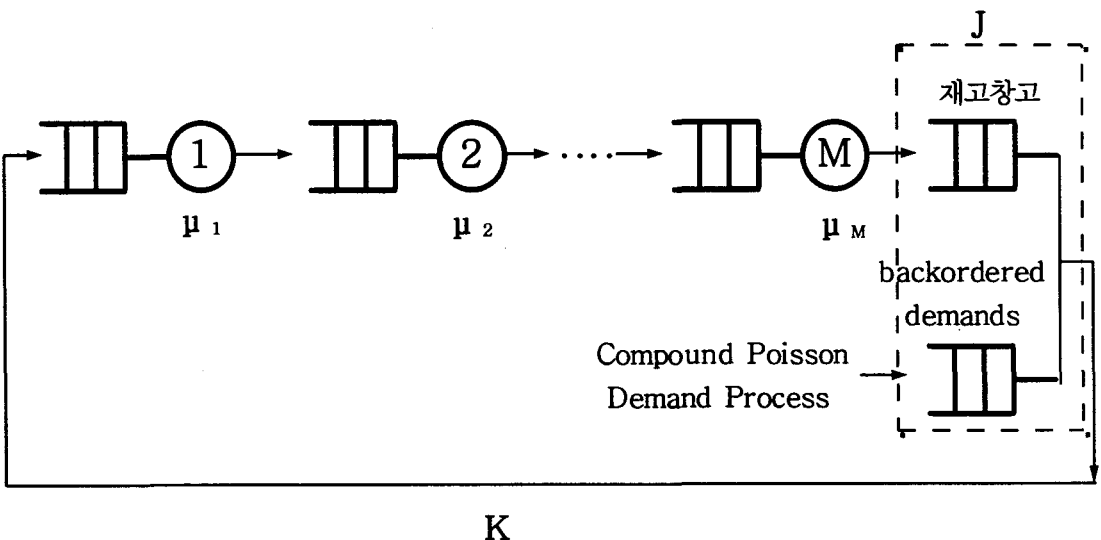 J
재고창고
1
2
....
M
μ 1
μ 2
μ M
backordered
demands
Compound Poisson
Demand Process
K